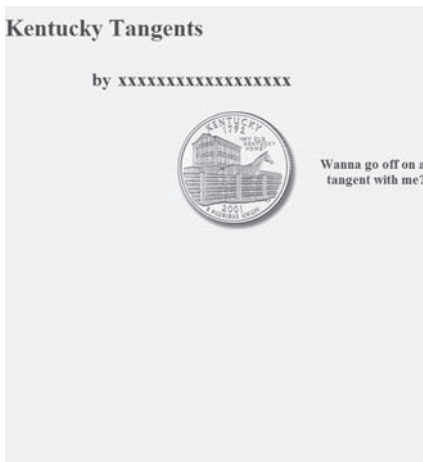 Kentucky Tangents
by xxxxxxxxxxxxxxxxxx
KENTUCKY
1792
"MY OLD
KENTUCKY
HOME"
Wanna go off on a
tangent with me?
2001
E PLURIBUS UNUM